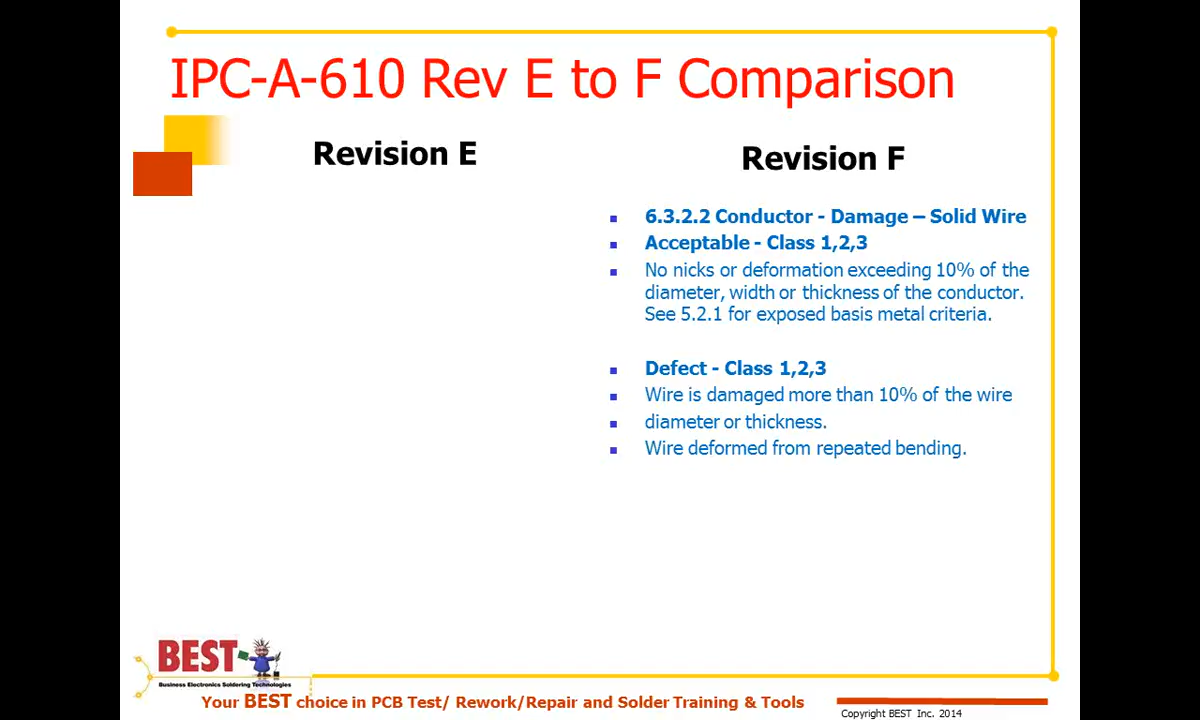 IPC-A-610 Rev E to F Comparison
Revision E
Revision F
▪ 6.3.2.2 Conductor - Damage – Solid Wire
▪ Acceptable - Class 1,2,3
▪ No nicks or deformation exceeding 10% of the
diameter, width or thickness of the conductor.
See 5.2.1 for exposed basis metal criteria.
▪ Defect - Class 1,2,3
▪ Wire is damaged more than 10% of the wire
▪ diameter or thickness.
▪ Wire deformed from repeated bending.
BEST
Business Electronics Soldering Technologies
Your BEST choice in PCB Test/ Rework/Repair and Solder Training & Tools
Copyright BEST Inc. 2014